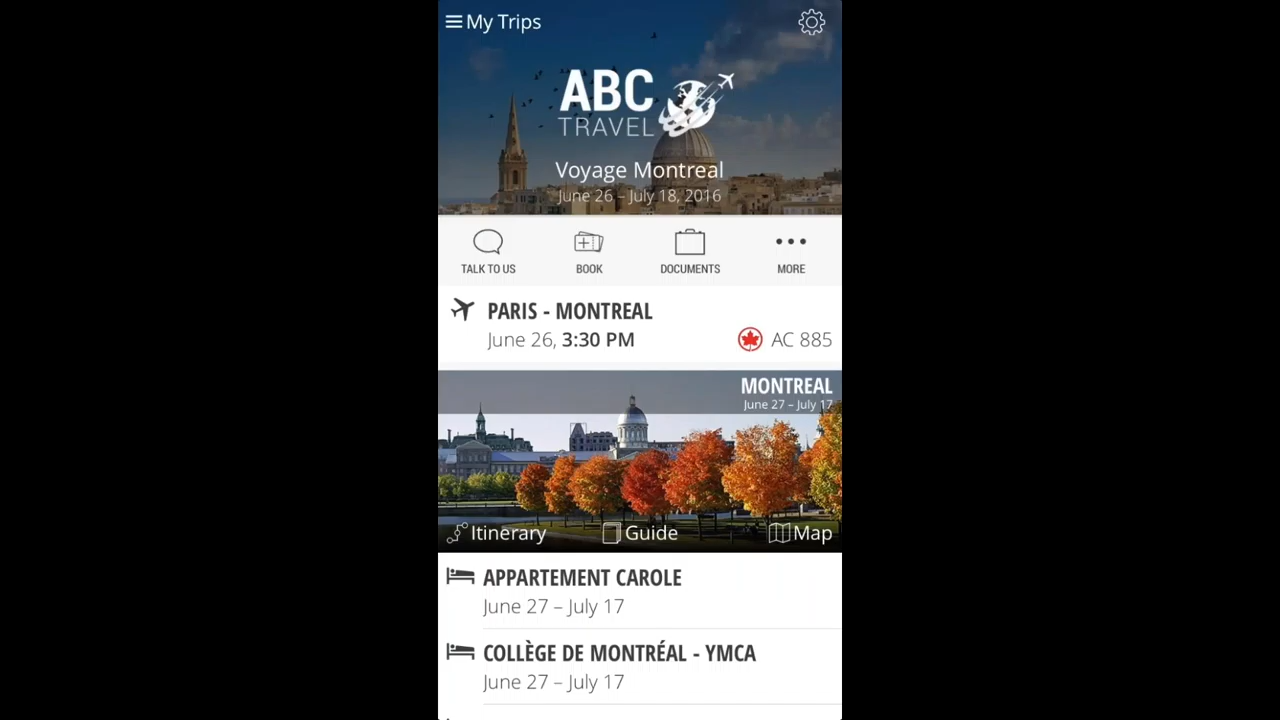 My Trips
ABC
TRAVEL
Voyage Montreal
June 26 – July 18, 2016
TALK TO US
BOOK
DOCUMENTS
MORE
PARIS - MONTREAL
June 26, 3:30 PM
AC 885
MONTREAL
June 27 – July 17
Itinerary
Guide
Map
APPARTEMENT CAROLE
June 27 – July 17
COLLÈGE DE MONTRÉAL - YMCA
June 27 – July 17